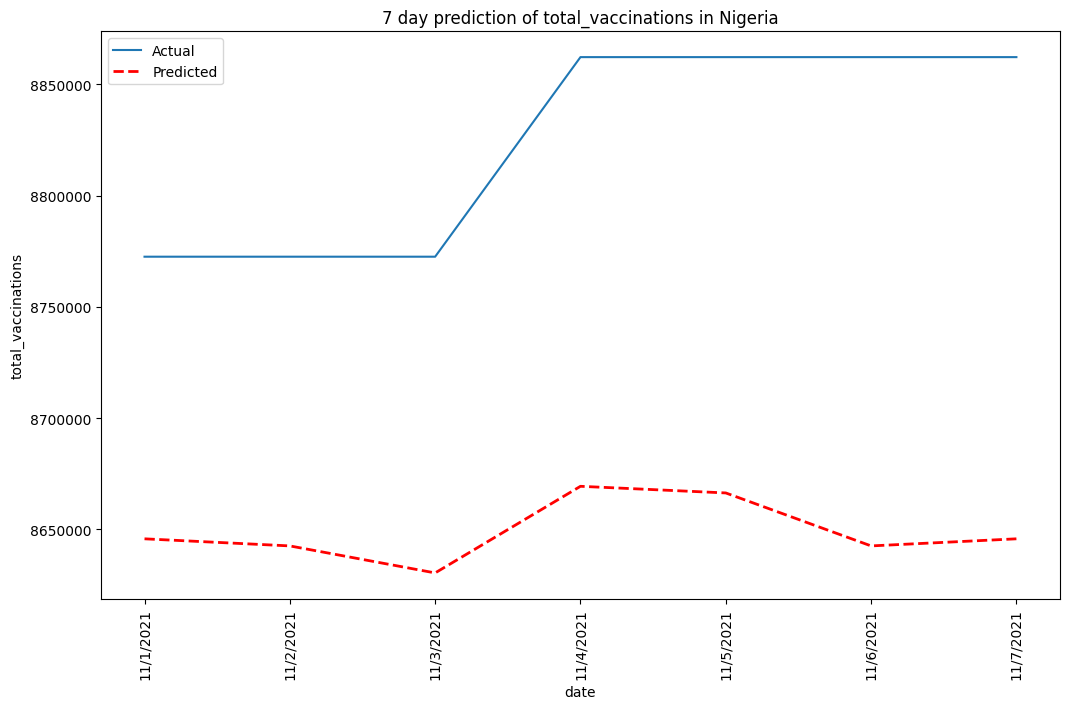 7 day prediction of total_vaccinations in Nigeria
Actual
Predicted
8850000
8800000
8750000
8700000
8650000
total_vaccinations
11/1/2021
11/2/2021
11/3/2021
11/4/2021
11/5/2021
11/6/2021
11/7/2021
date